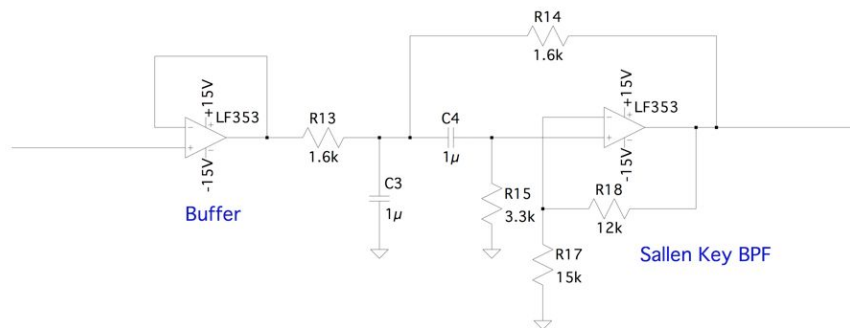 R14
1.6k
+15V
LF353
-15V
R13
1.6k
C4
1µ
+15V
LF353
-15V
C3
1µ
R15
3.3k
R18
12k
R17
15k
Buffer
Sallen Key BPF